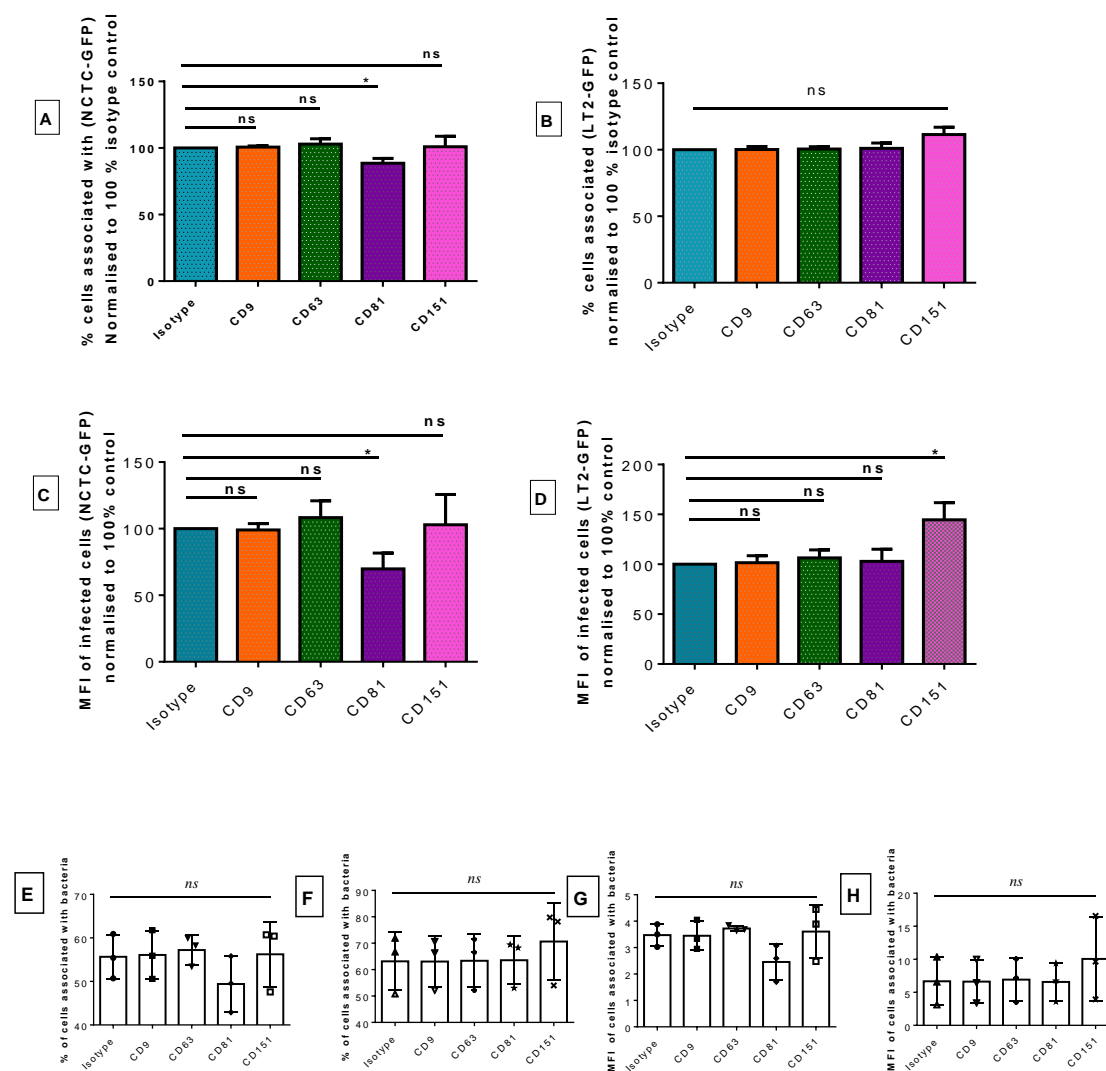 A
% cells associated with (NCTC-GFP)
Normalised to 100 % isotype control
150
100
50
0
ns
*
ns
ns
Isotype
CD9
CD63
CD81
CD151
B
% cells associated (LT2-GFP)
normalised to 100 % isotype control
150
100
50
0
ns
Isotype
CD9
CD63
CD81
CD151
C
MFI of infected cells (NCTC-GFP)
normalised to 100% control
150
100
50
0
ns
*
ns
ns
Isotype
CD9
CD63
CD81
CD151
D
MFI of infected cells (LT2-GFP)
normalised to 100% control
200
150
100
50
0
*
ns
ns
ns
Isotype
CD9
CD63
CD81
CD151
E
% of cells associated with bacteria
70
60
50
40
ns
Isotype
CD9
CD63
CD81
CD151
F
% of cells associated with bacteria
90
80
70
60
50
40
ns
Isotype
CD9
CD63
CD81
CD151
G
MFI of cells associated with bacteria
5
4
3
2
1
0
ns
Isotype
CD9
CD63
CD81
CD151
H
MFI of cells associated with bacteria
20
15
10
5
0
ns
Isotype
CD9
CD63
CD81
CD151